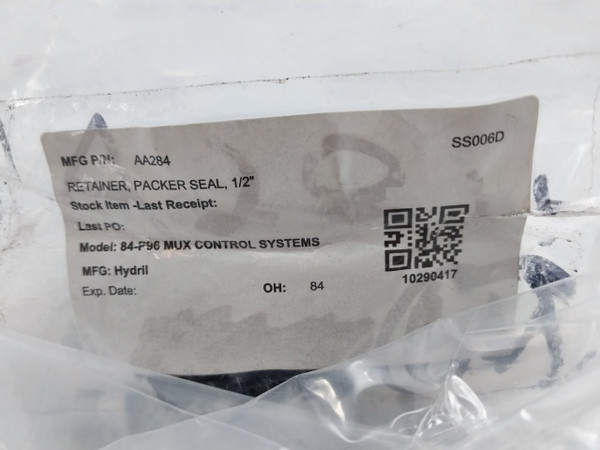 SS006D
MFG P/N: AA284
RETAINER, PACKER SEAL, 1/2"
Stock Item -Last Receipt:
Last PO:
Model: 84-F96 MUX CONTROL SYSTEMS
MFG: Hydril
10290417
Exp. Date: OH: 84